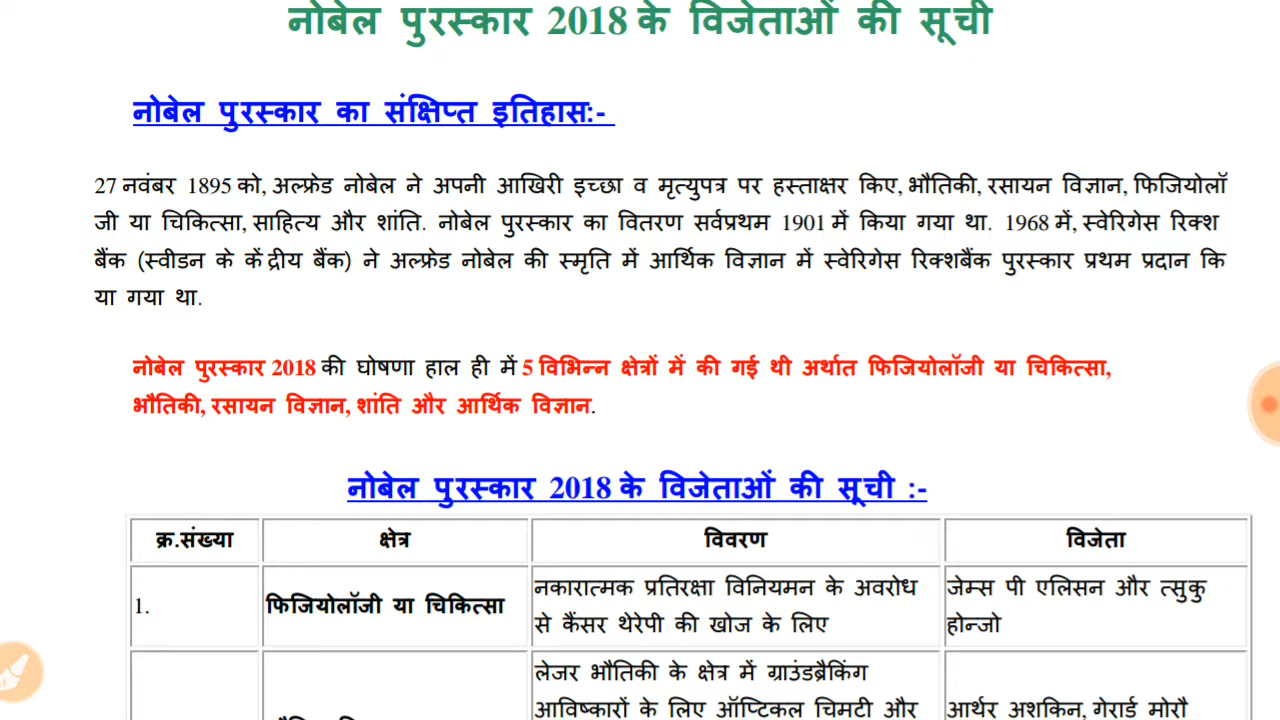 नोबेल पुरस्कार 2018 के विजेताओं की सूची
नोबेल पुरस्कार का संक्षिप्त इतिहास:-
27 नवंबर 1895 को, अल्फ्रेड नोबेल ने अपनी आखिरी इच्छा व मृत्युपत्र पर हस्ताक्षर किए, भौतिकी, रसायन विज्ञान, फिजियोलॉ
जी या चिकित्सा, साहित्य और शांति. नोबेल पुरस्कार का वितरण सर्वप्रथम 1901 में किया गया था. 1968 में, स्वेरिगेस रिक्श
बैंक (स्वीडन के केंद्रीय बैंक) ने अल्फ्रेड नोबेल की स्मृति में आर्थिक विज्ञान में स्वेरिगेस रिक्शबैंक पुरस्कार प्रथम प्रदान कि
या गया था.
नोबेल पुरस्कार 2018 की घोषणा हाल ही में 5 विभिन्न क्षेत्रों में की गई थी अर्थात फिजियोलॉजी या चिकित्सा,
भौतिकी, रसायन विज्ञान, शांति और आर्थिक विज्ञान.
नोबेल पुरस्कार 2018 के विजेताओं की सूची :-
क्र.संख्या क्षेत्र विवरण विजेता
1. फिजियोलॉजी या चिकित्सा
नकारात्मक प्रतिरक्षा विनियमन के अवरोध
से कैंसर थेरेपी की खोज के लिए
जेम्स पी एलिसन और त्सुकु
होन्जो
लेजर भौतिकी के क्षेत्र में ग्राउंडब्रैकिंग
आविष्कारों के लिए ऑप्टिकल चिमटी और
आर्थर अशकिन, गेरार्ड मोरौ